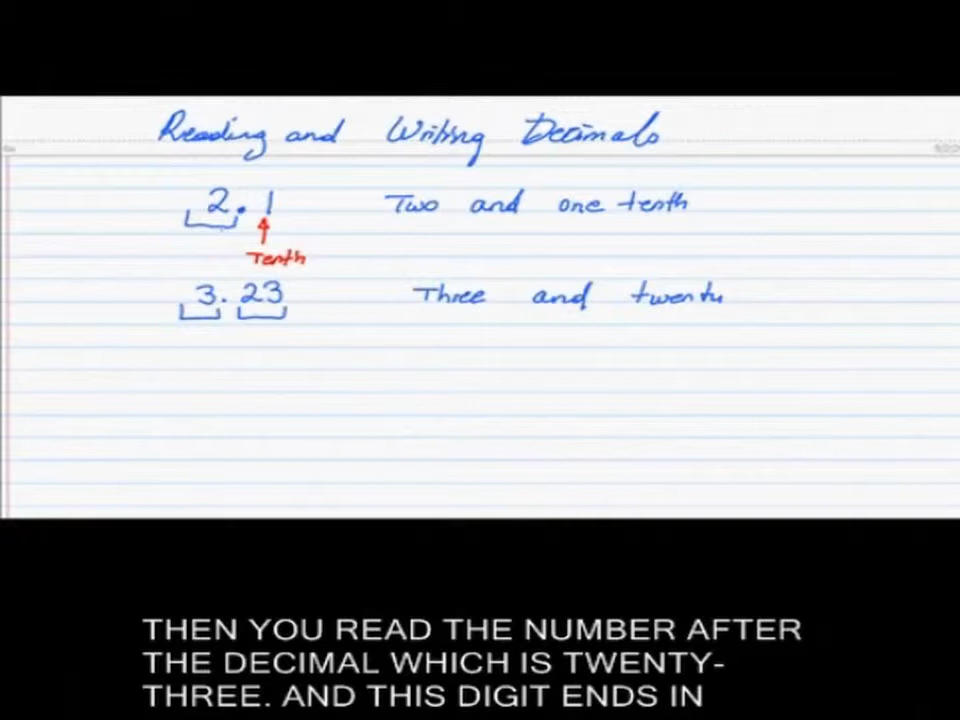 Reading and Writing Decimals
2.1 Two and one tenth
Tenth
3.23 Three and twenty
THEN YOU READ THE NUMBER AFTER
THE DECIMAL WHICH IS TWENTY-
THREE. AND THIS DIGIT ENDS IN